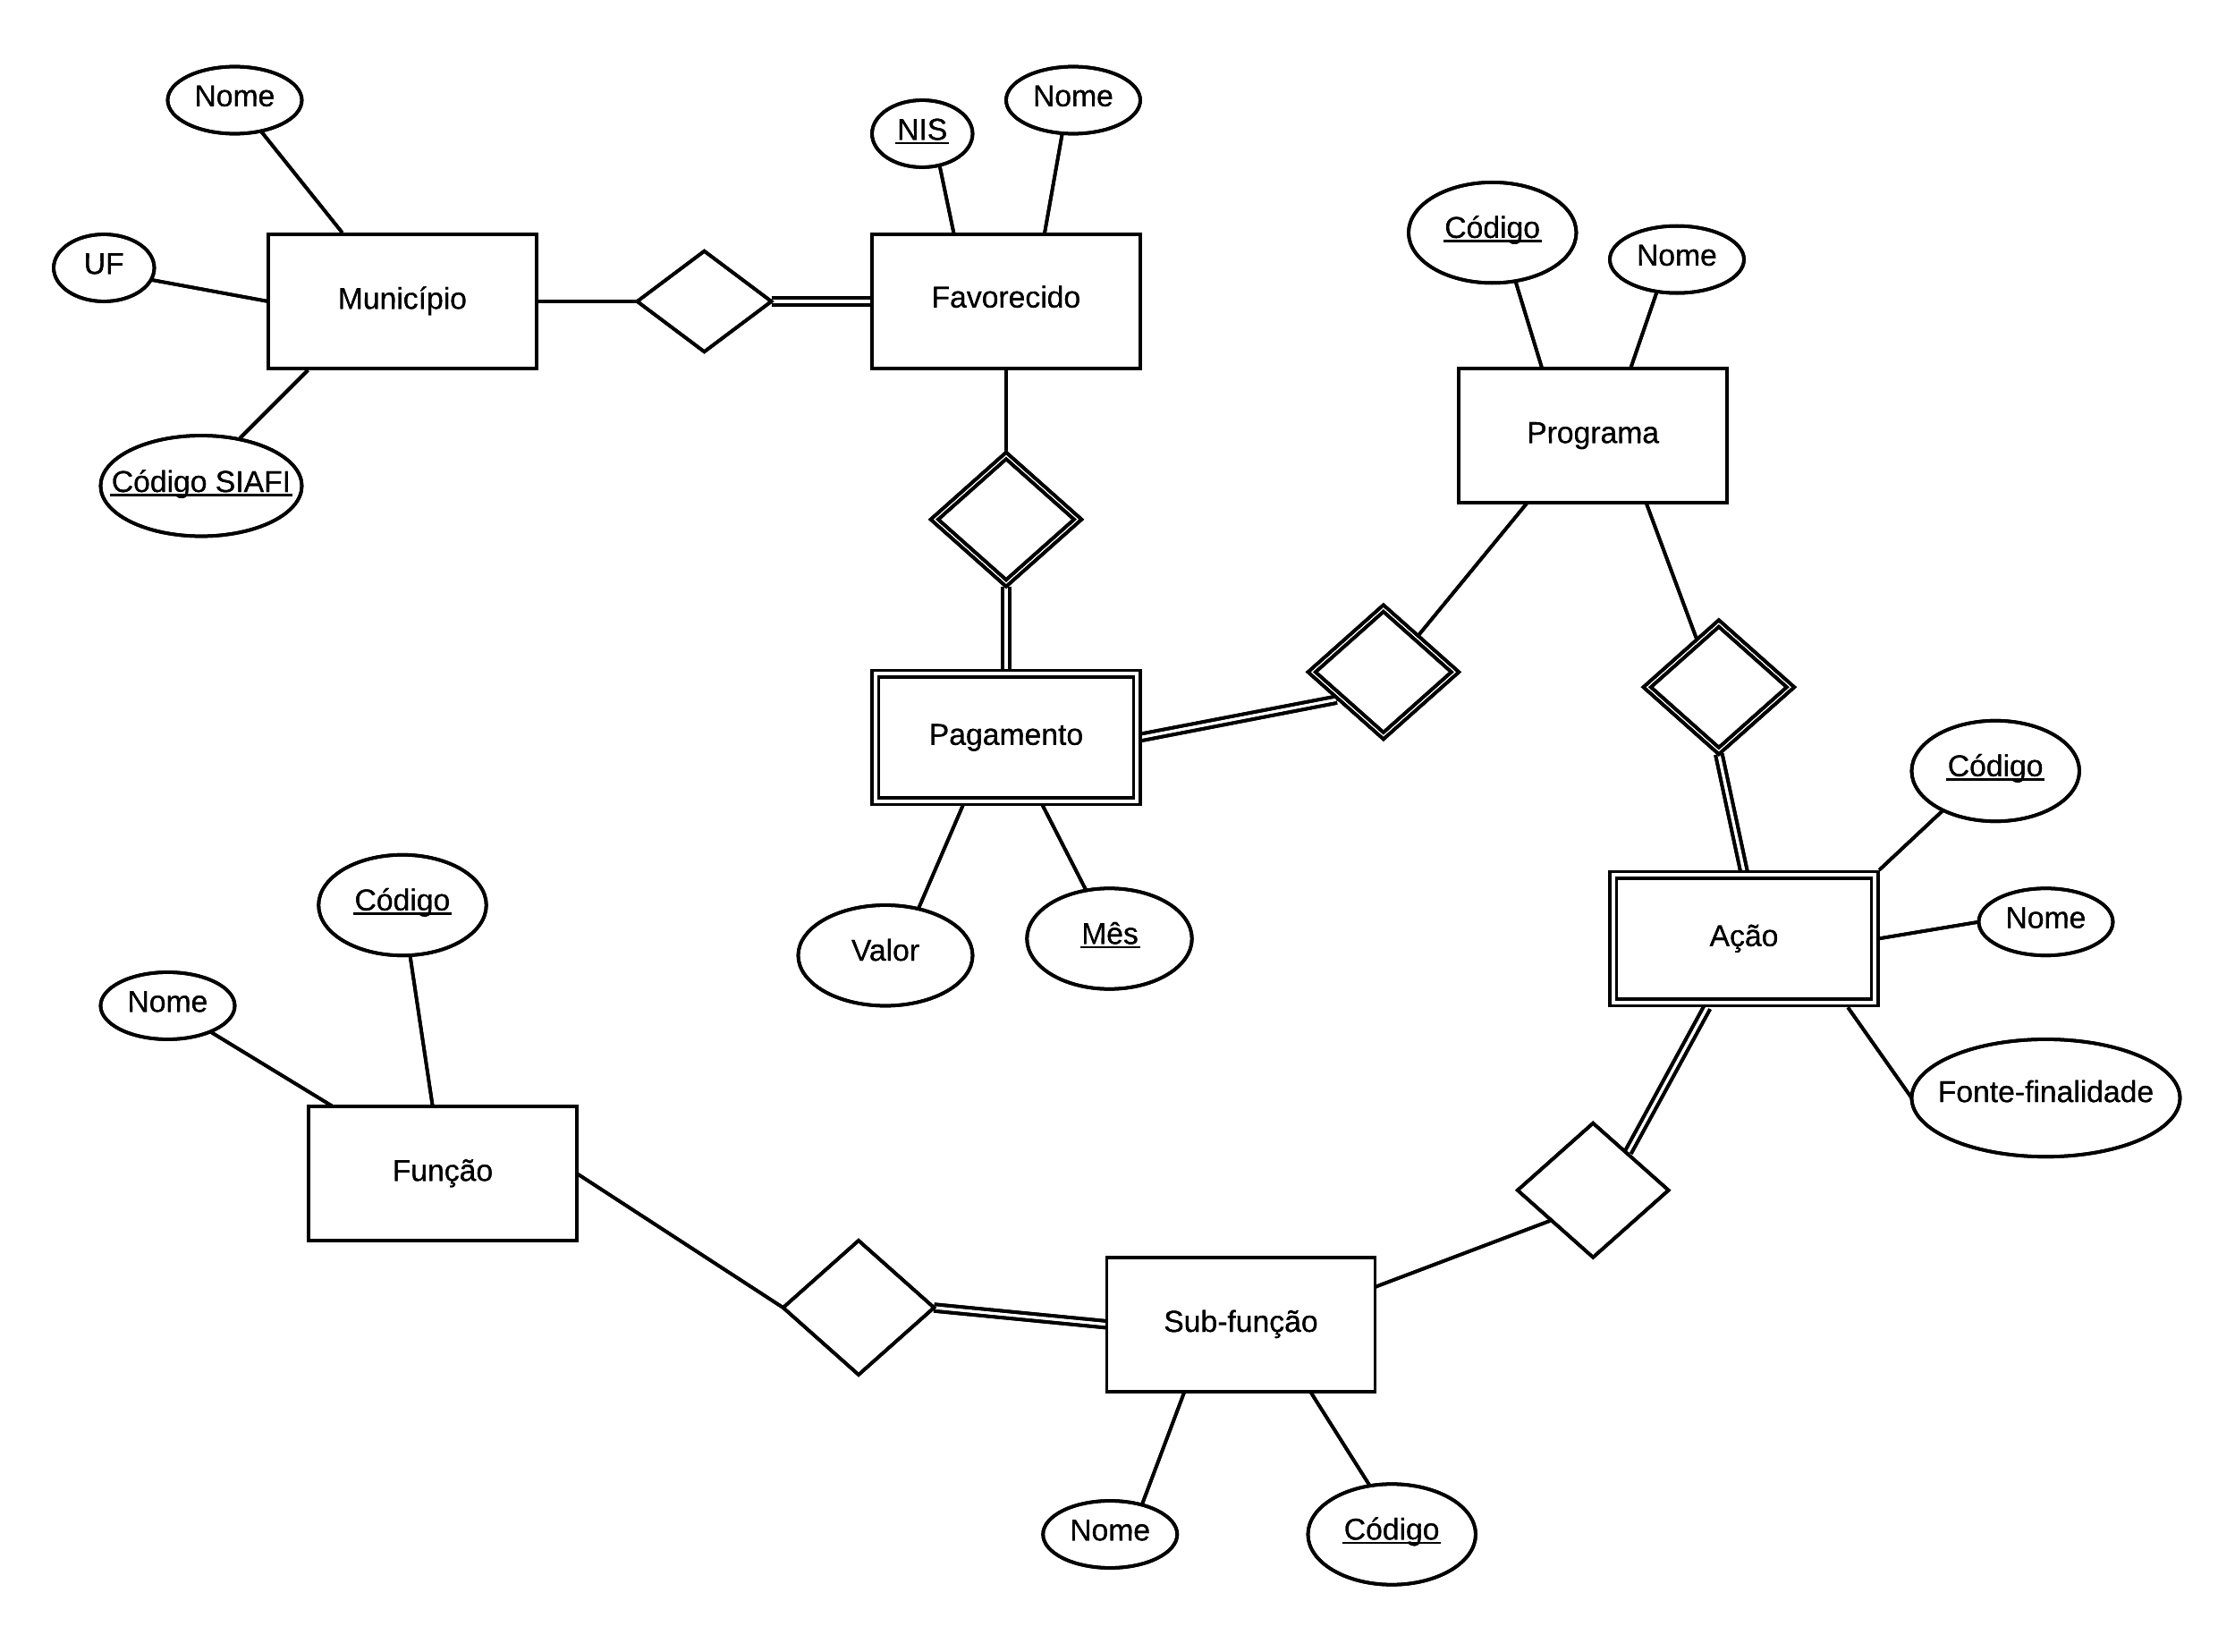 Nome
Nome
NIS
Código
Nome
UF
Município
Favorecido
Programa
Código SIAFI
Pagamento
Código
Código
Nome
Ação
Valor
Mês
Nome
Fonte-finalidade
Função
Sub-função
Nome
Código